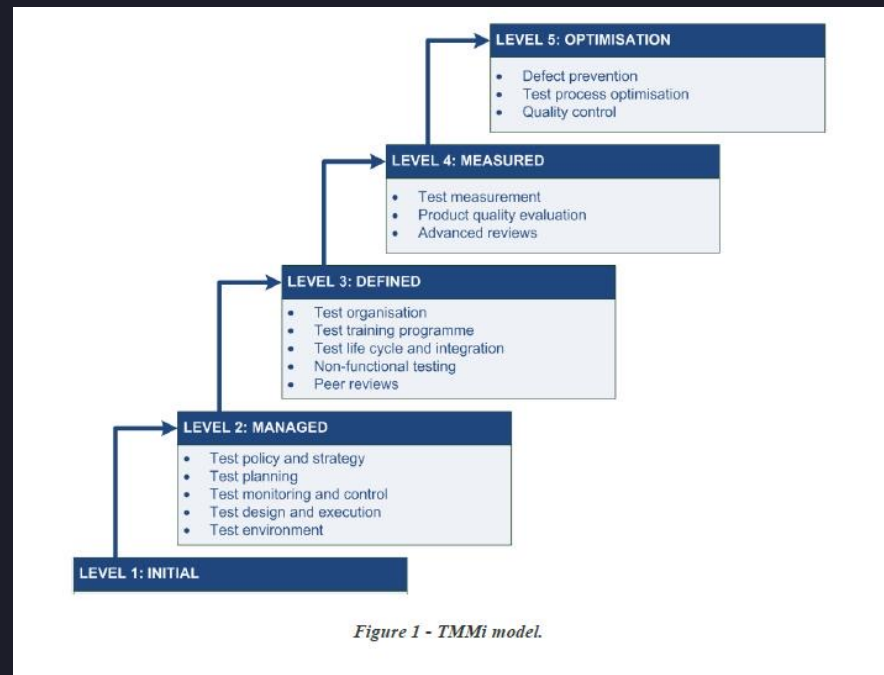 LEVEL 5: OPTIMISATION
• Defect prevention
• Test process optimisation
• Quality control
LEVEL 4: MEASURED
• Test measurement
• Product quality evaluation
• Advanced reviews
LEVEL 3: DEFINED
• Test organisation
• Test training programme
• Test life cycle and integration
• Non-functional testing
• Peer reviews
LEVEL 2: MANAGED
• Test policy and strategy
• Test planning
• Test monitoring and control
• Test design and execution
• Test environment
LEVEL 1: INITIAL
Figure 1 - TMMi model.